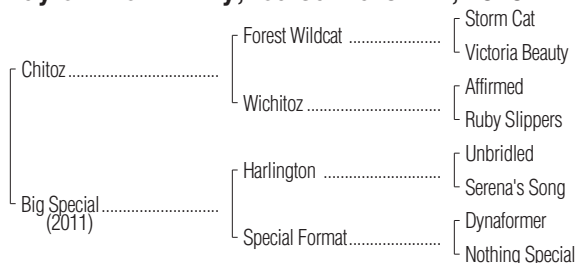 Storm Cat
Forest Wildcat
Victoria Beauty
Chitoz
Affirmed
Wichitoz
Ruby Slippers
Unbridled
Harlington
Serena's Song
Big Special
(2011)
Dynaformer
Special Format
Nothing Special